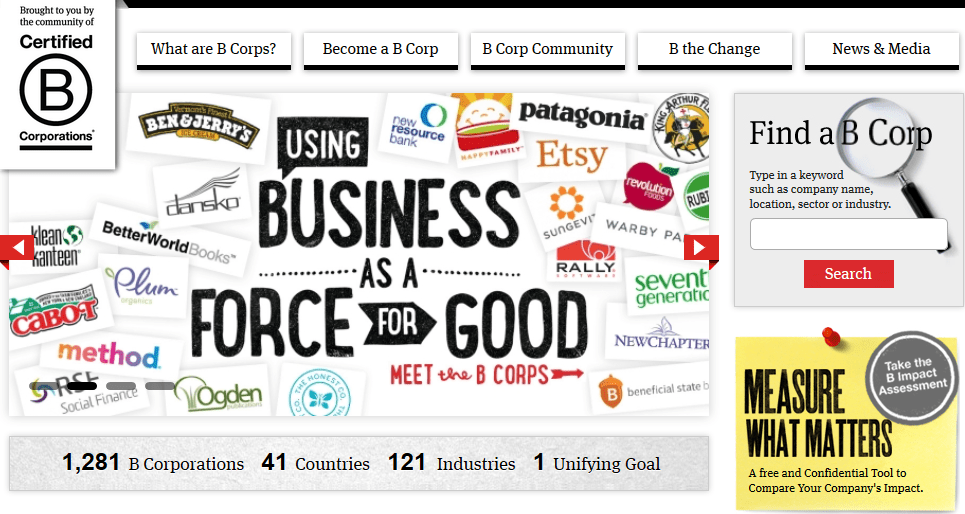 Brought to you by
the community of
Certified
B
Corporations
What are B Corps?
Become a B Corp
B Corp Community
B the Change
News & Media
BEN & JERRY'S
ICE CREAM
new
resource
bank
HAPPYFAMILY
patagonia
KING ARTHUR
Etsy
dansko
revolution
FOODS
RUBI
USING
BUSINESS
AS A
FORCE FOR GOOD
MEET the B CORPS
klean
kanteen
BetterWorldBooks
SUNGEVI
WARBY PA
RALLY
SOFTWARE
Plum
organics
CABOT
seventh
generatio
method.
NEWCHAPTER
RSF
Social Finance
Ogden
publications
THE HONEST CO.
beneficial state b
Find a B Corp
Type in a keyword
such as company name,
location, sector or industry.
Search
Take the
B Impact
Assessment
MEASURE
WHAT MATTERS
A free and Confidential Tool to
Compare Your Company's Impact.
1,281 B Corporations 41 Countries 121 Industries 1 Unifying Goal